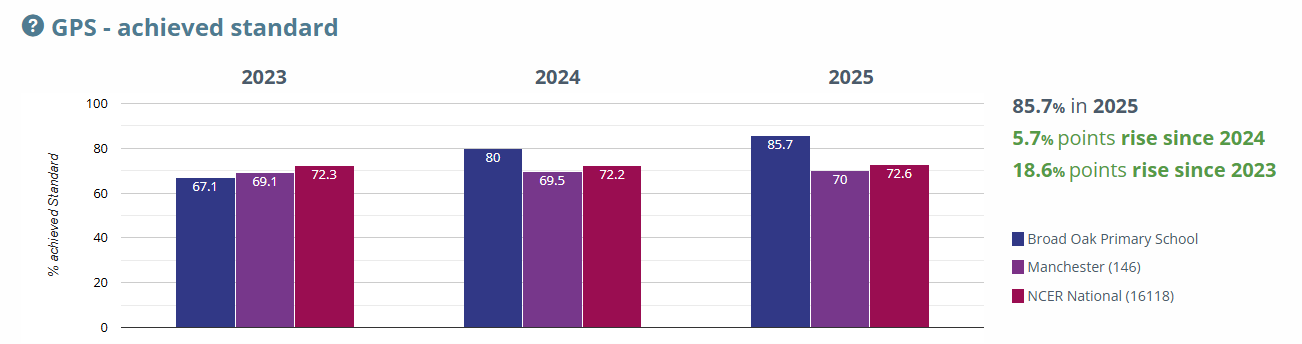 ? GPS - achieved standard
2023 2024 2025
% achieved Standard
100
80
60
40
20
0
67.1 69.1 72.3
80 69.5 72.2
85.7 70 72.6
85.7% in 2025
5.7% points rise since 2024
18.6% points rise since 2023
Broad Oak Primary School
Manchester (146)
NCER National (16118)